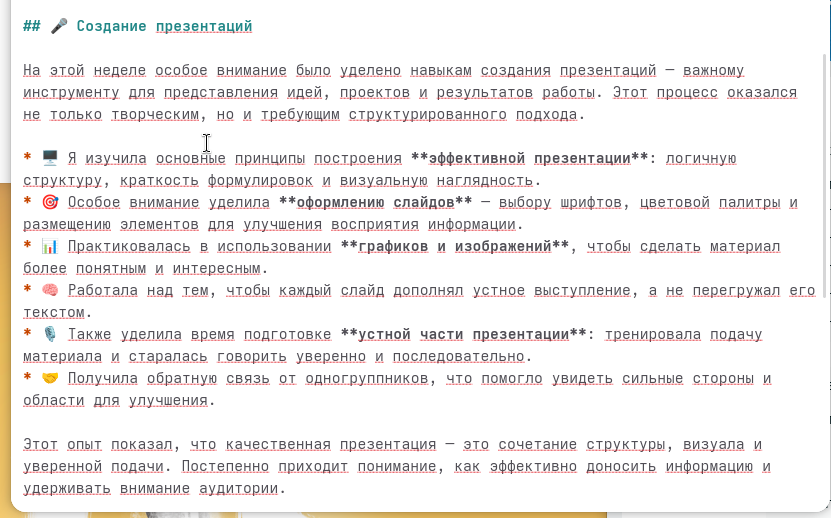 ## 🎤 Создание презентаций
На этой неделе особое внимание было уделено навыкам создания презентаций — важному
инструменту для представления идей, проектов и результатов работы. Этот процесс оказался
не только творческим, но и требующим структурированного подхода.
* 🖥️ Я изучила основные принципы построения **эффективной презентации**: логичную
структуру, краткость формулировок и визуальную наглядность.
* 🎯 Особое внимание уделила **оформлению слайдов** — выбору шрифтов, цветовой палитры и
размещению элементов для улучшения восприятия информации.
* 📊 Практиковалась в использовании **графиков и изображений**, чтобы сделать материал
более понятным и интересным.
* 🧠 Работала над тем, чтобы каждый слайд дополнял устное выступление, а не перегружал его
текстом.
* 🎙️ Также уделила время подготовке **устной части презентации**: тренировала подачу
материала и старалась говорить уверенно и последовательно.
* 🤝 Получила обратную связь от одногруппников, что помогло увидеть сильные стороны и
области для улучшения.
Этот опыт показал, что качественная презентация — это сочетание структуры, визуала и
уверенной подачи. Постепенно приходит понимание, как эффективно доносить информацию и
удерживать внимание аудитории.